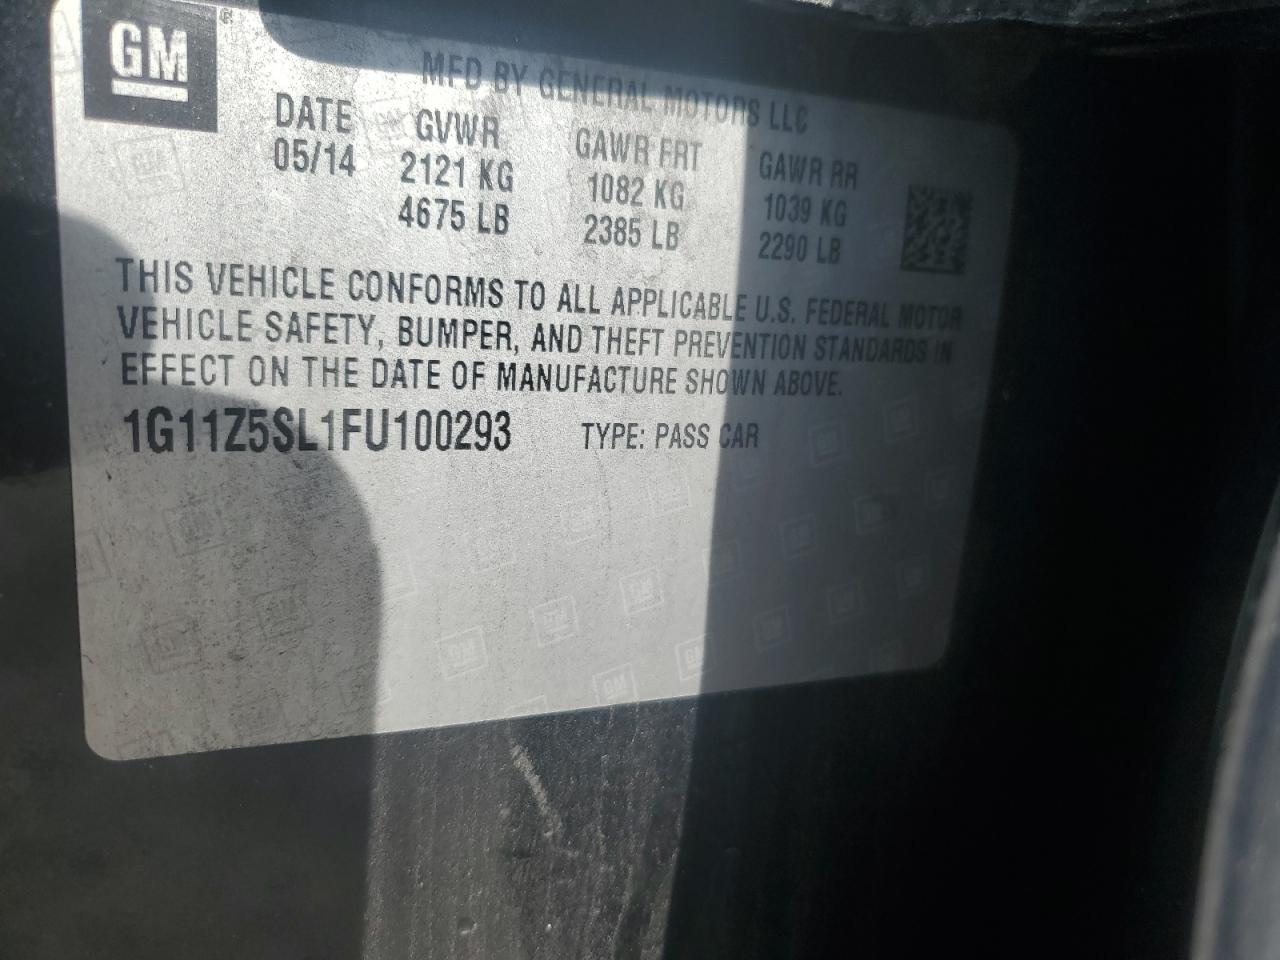 GM
MFD BY GENERAL MOTORS LLC
DATE GVWR GAWR FRT GAWR RR
05/14 2121 KG 1082 KG 1039 KG
4675 LB 2385 LB 2290 LB
THIS VEHICLE CONFORMS TO ALL APPLICABLE U.S. FEDERAL MOTOR
VEHICLE SAFETY, BUMPER, AND THEFT PREVENTION STANDARDS IN
EFFECT ON THE DATE OF MANUFACTURE SHOWN ABOVE.
1G11Z5SL1FU100293 TYPE: PASS CAR